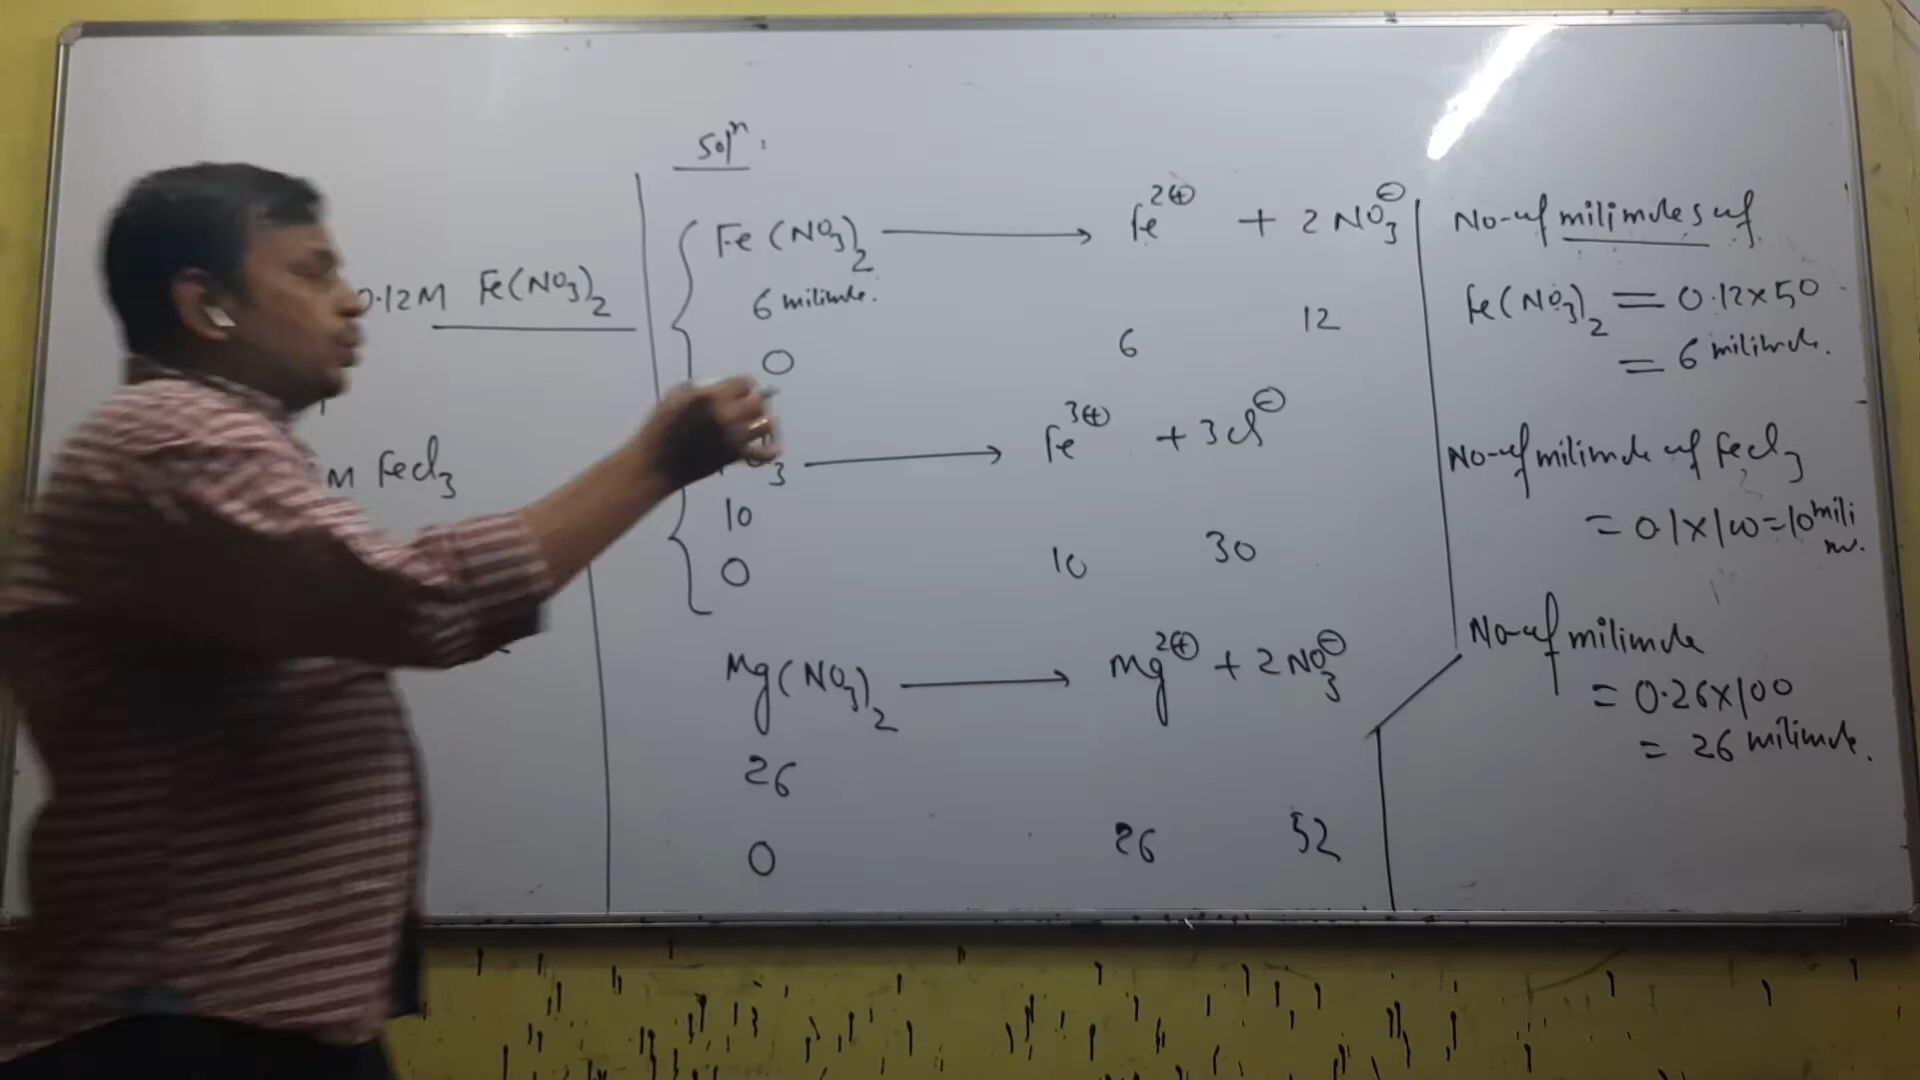 0.12M Fe(NO₃)₂
M FeCl₃
Solⁿ:
Fe(NO₃)₂ ⟶ Fe²⊕ + 2NO₃⊖
6 milimole.
0 6 12
₃ ⟶ Fe³⊕ + 3Cl⊖
10
0 10 30
Mg(NO₃)₂ ⟶ Mg²⊕ + 2NO₃⊖
26
0 26 52
No-of milimoles of
Fe(NO₃)₂ = 0.12×50
= 6 milimole.
No-of milimole of FeCl₃
= 0.1×100=10 mili
No-of milimole
= 0.26×100
= 26 milimole.